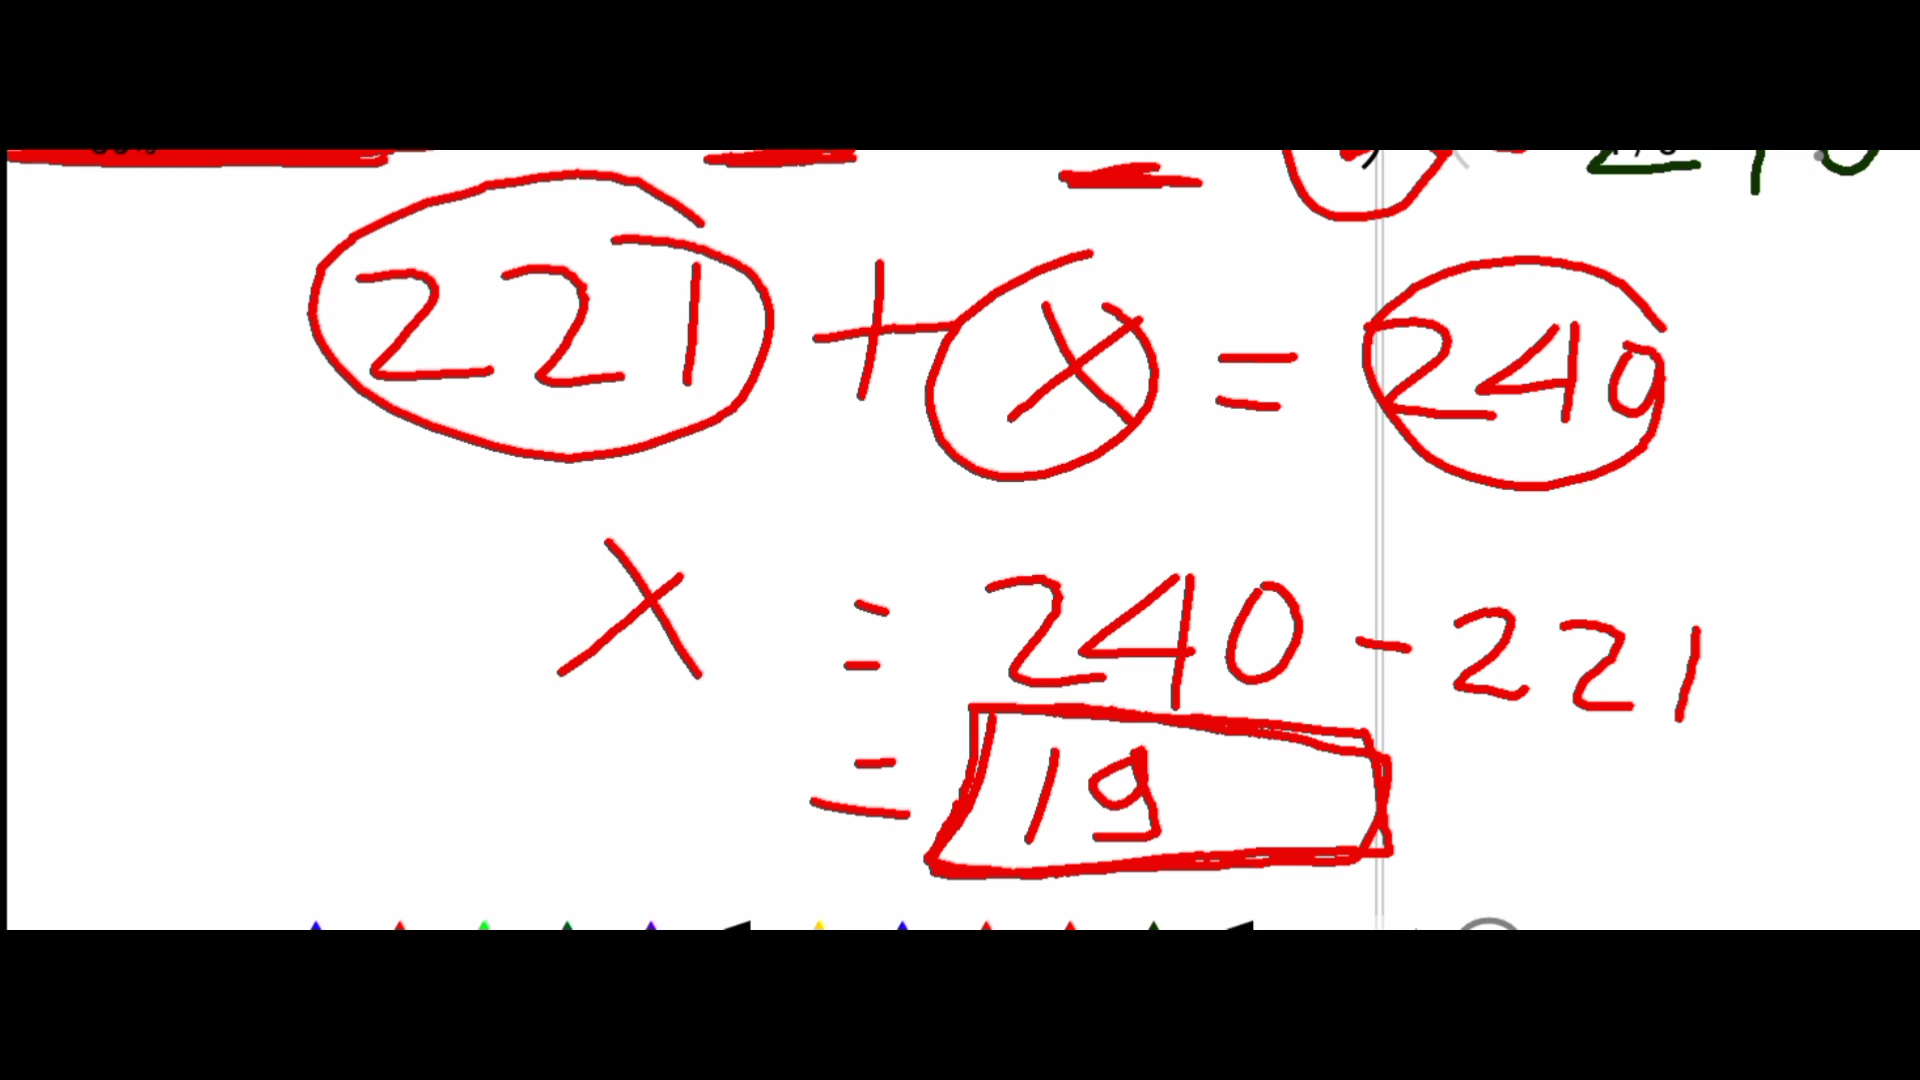 221 + x = 240
x = 240 - 221
= 19